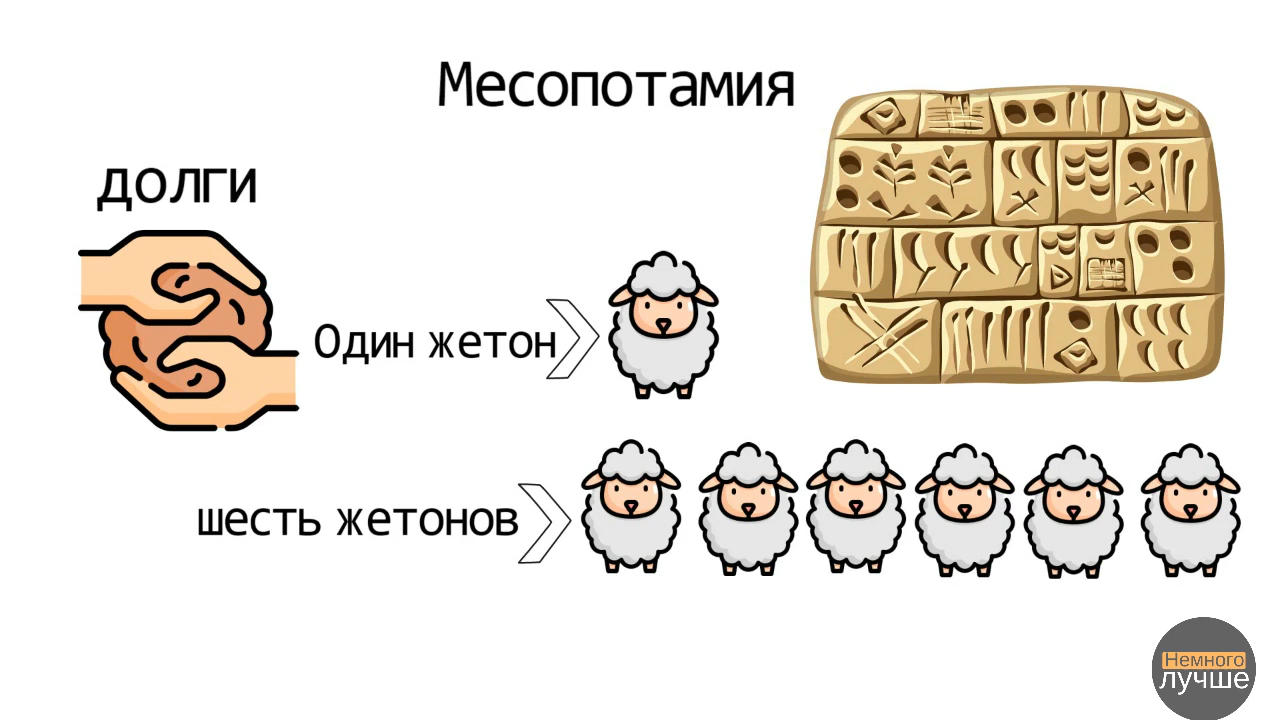 Месопотамия
долги
Один жетон
шесть жетонов
Немного
лучше